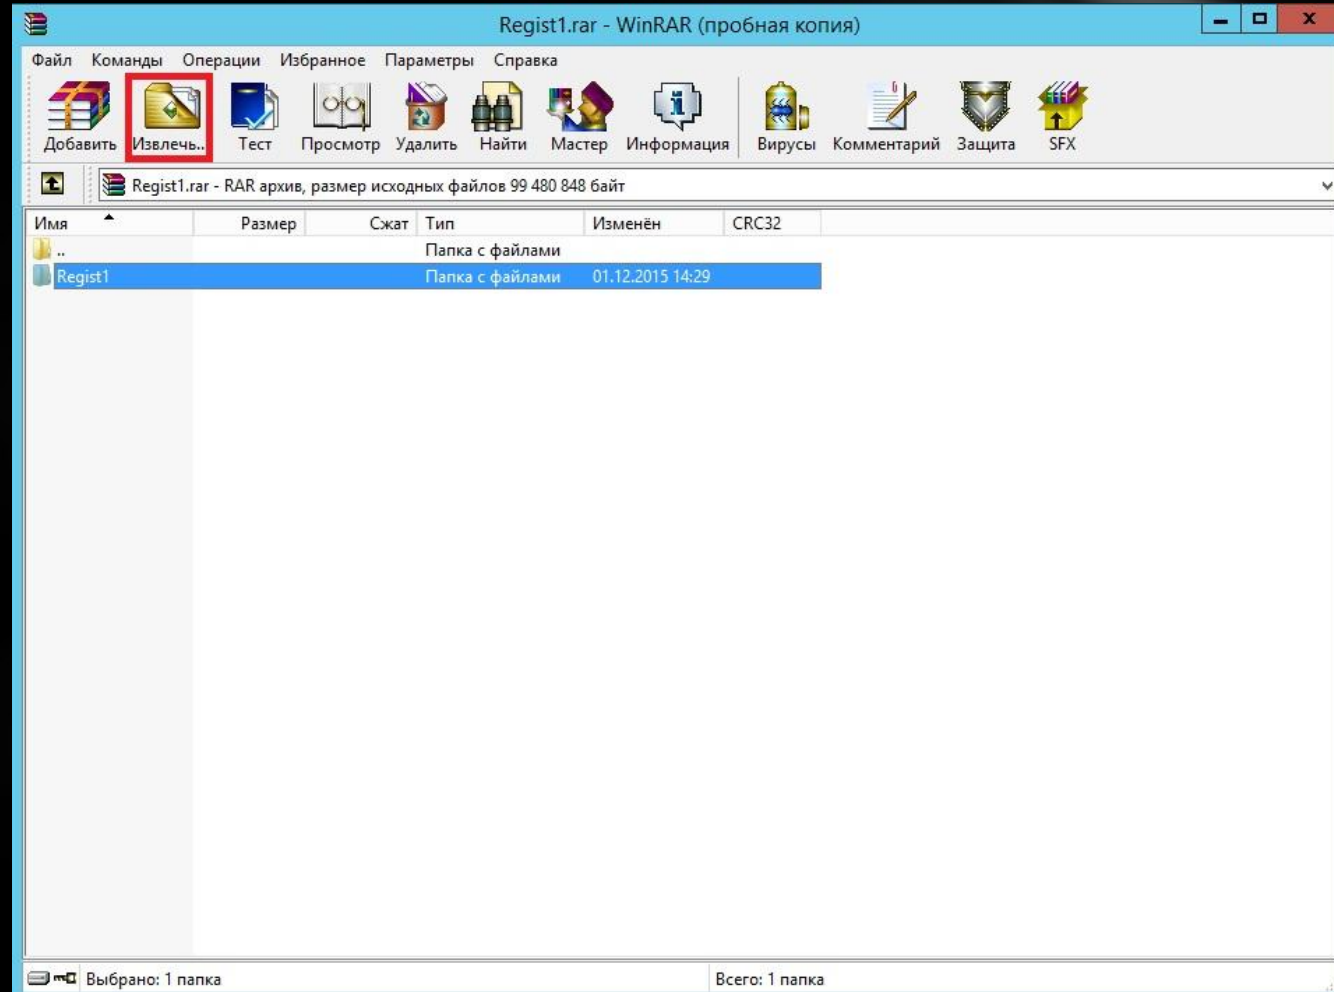 Regist1.rar - WinRAR (пробная копия)
Файл Команды Операции Избранное Параметры Справка
Добавить Извлечь.. Тест Просмотр Удалить Найти Мастер Информация Вирусы Комментарий Защита SFX
Regist1.rar - RAR архив, размер исходных файлов 99 480 848 байт
Имя Размер Сжат Тип Изменён CRC32
.. Папка с файлами
Regist1 Папка с файлами 01.12.2015 14:29
Выбрано: 1 папка Всего: 1 папка